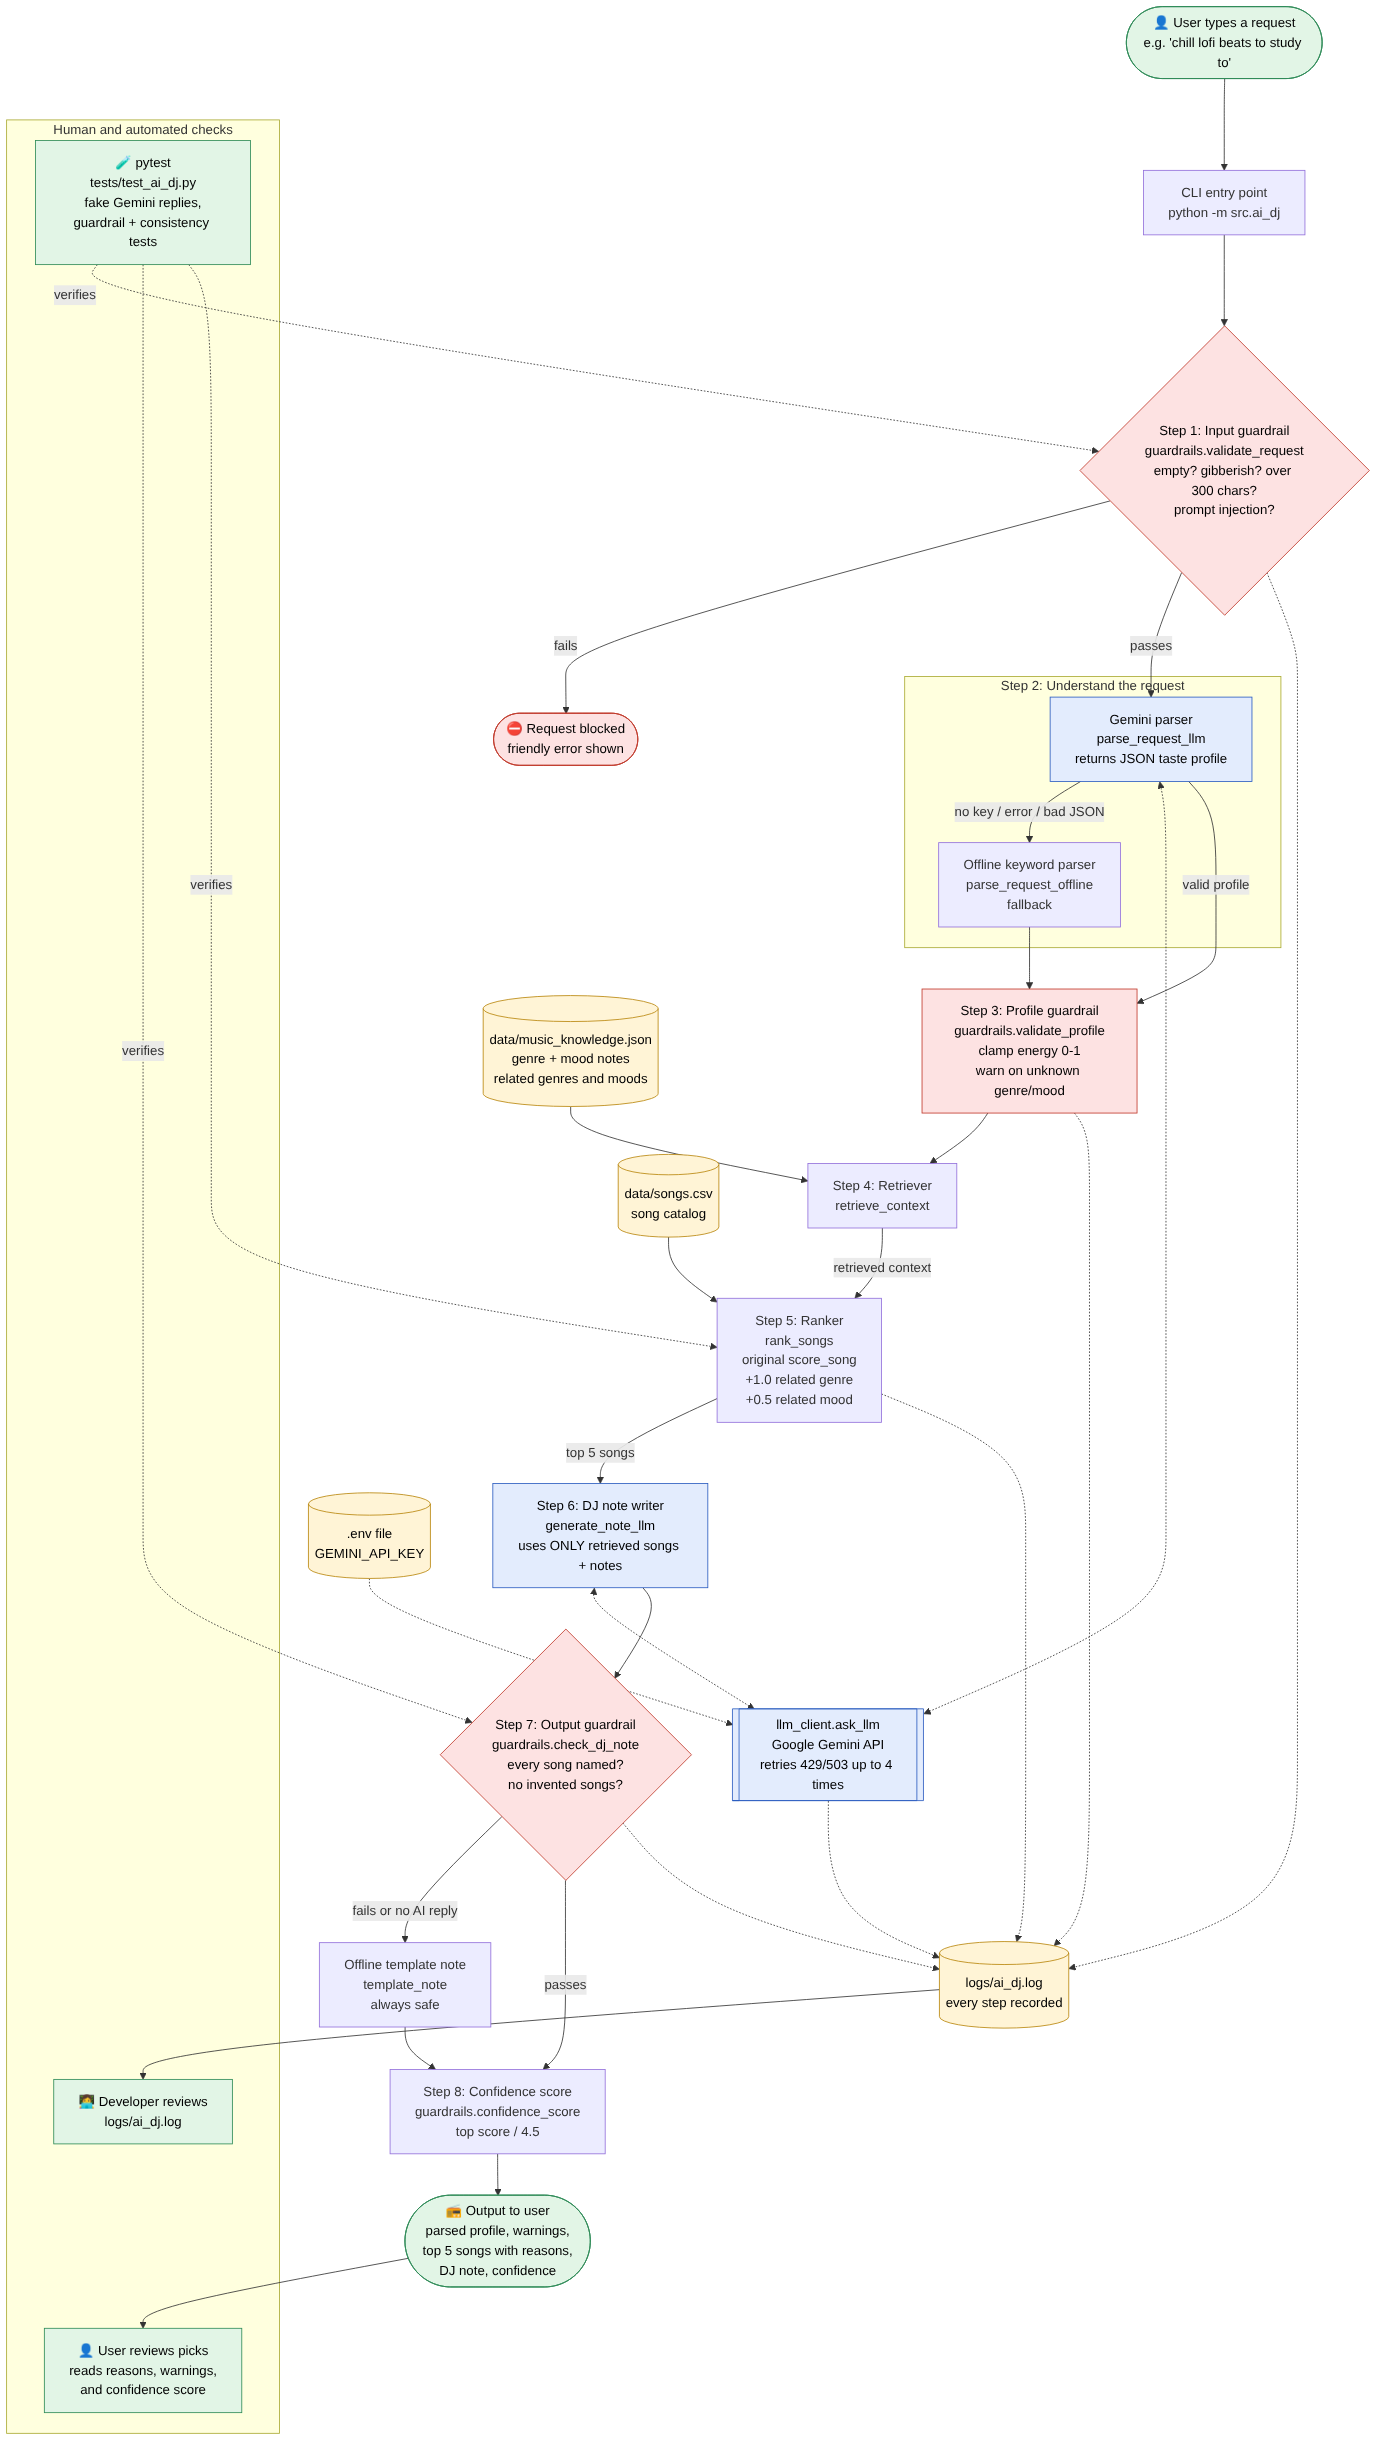 👤 User types a request
e.g. 'chill lofi beats to study
to'
Human and automated checks
🧪 pytest
tests/test_ai_dj.py
fake Gemini replies,
guardrail + consistency
tests
CLI entry point
python -m src.ai_dj
verifies
Step 1: Input guardrail
guardrails.validate_request
empty? gibberish? over
300 chars?
prompt injection?
fails
passes
Step 2: Understand the request
⛔ Request blocked
friendly error shown
Gemini parser
parse_request_llm
returns JSON taste profile
no key / error / bad JSON
Offline keyword parser
parse_request_offline
fallback
valid profile
verifies
verifies
data/music_knowledge.json
genre + mood notes
related genres and moods
Step 3: Profile guardrail
guardrails.validate_profile
clamp energy 0-1
warn on unknown
genre/mood
data/songs.csv
song catalog
Step 4: Retriever
retrieve_context
retrieved context
Step 5: Ranker
rank_songs
original score_song
+1.0 related genre
+0.5 related mood
top 5 songs
.env file
GEMINI_API_KEY
Step 6: DJ note writer
generate_note_llm
uses ONLY retrieved songs
+ notes
Step 7: Output guardrail
guardrails.check_dj_note
every song named?
no invented songs?
llm_client.ask_llm
Google Gemini API
retries 429/503 up to 4
times
fails or no AI reply
Offline template note
template_note
always safe
passes
logs/ai_dj.log
every step recorded
👩‍💻 Developer reviews
logs/ai_dj.log
Step 8: Confidence score
guardrails.confidence_score
top score / 4.5
📻 Output to user
parsed profile, warnings,
top 5 songs with reasons,
DJ note, confidence
👤 User reviews picks
reads reasons, warnings,
and confidence score